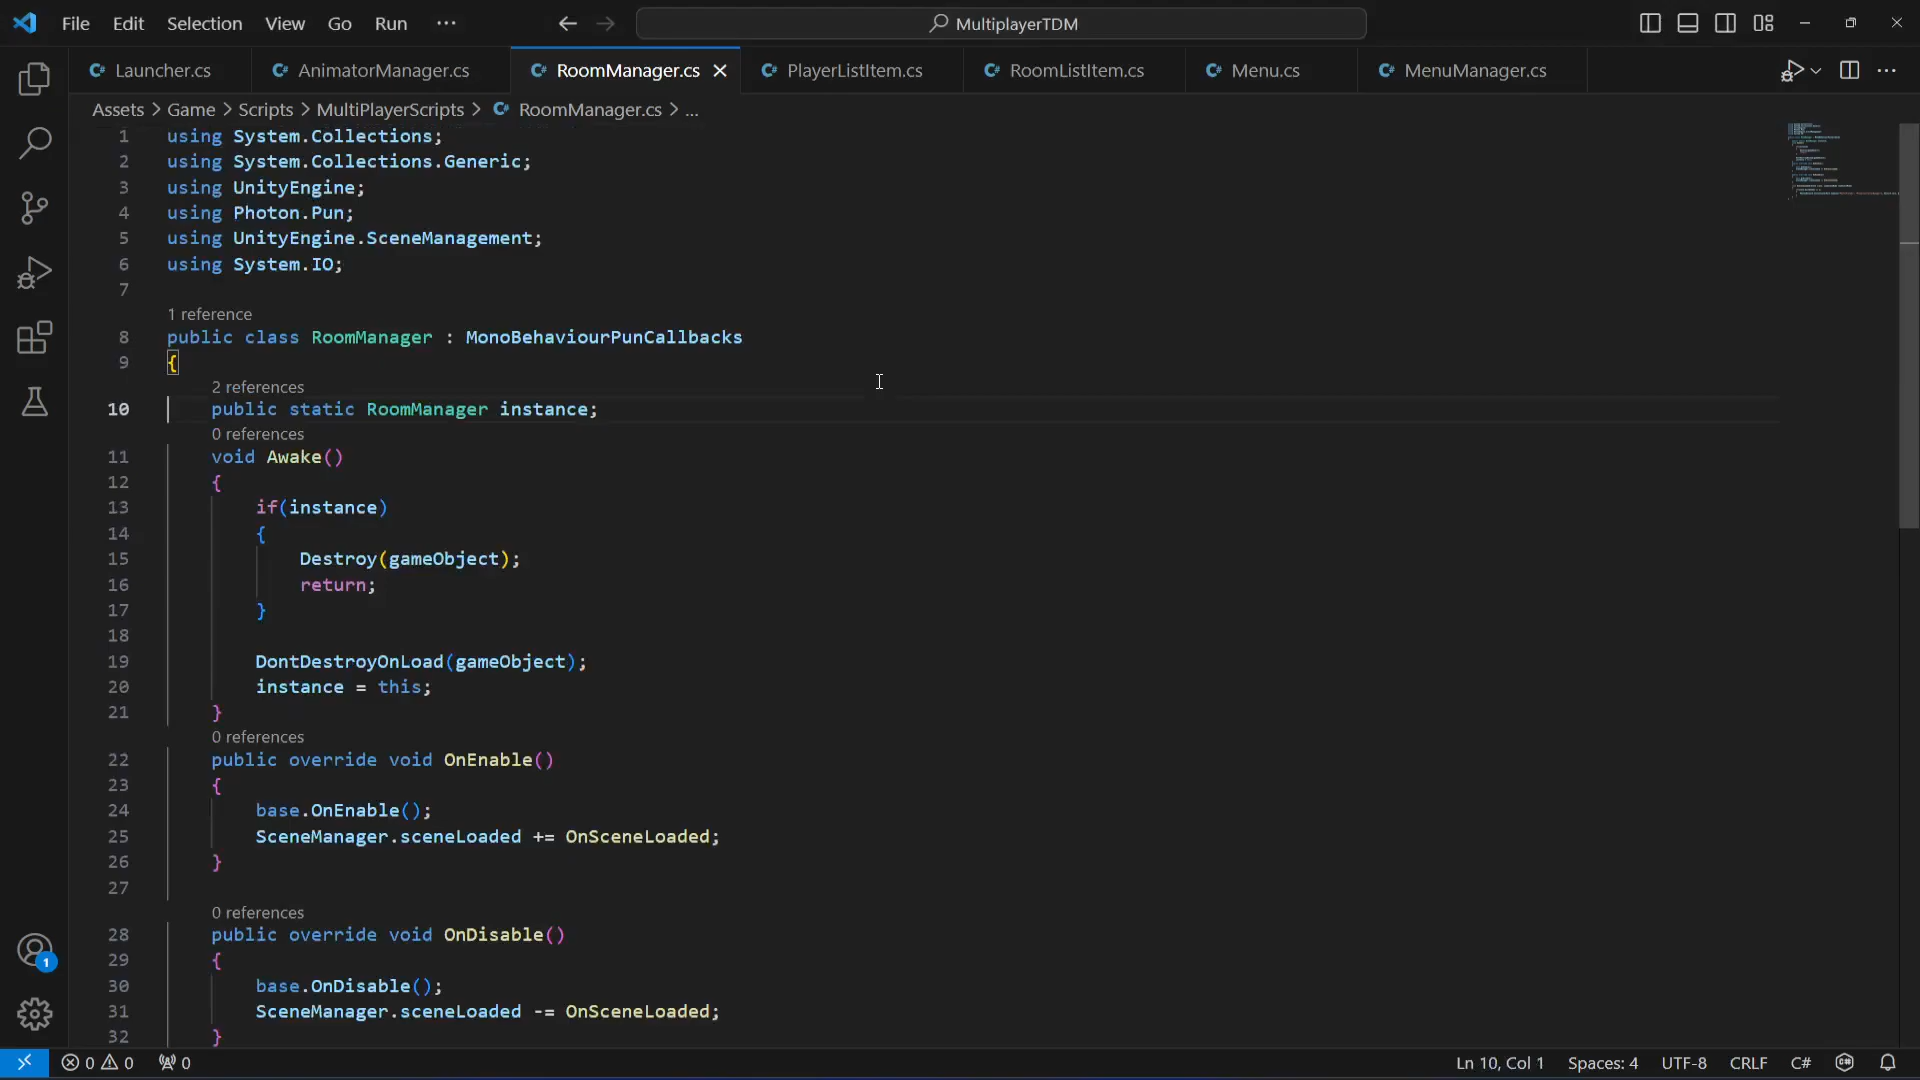 File Edit Selection View Go Run ··· MultiplayerTDM
Launcher.cs AnimatorManager.cs RoomManager.cs PlayerListItem.cs RoomListItem.cs Menu.cs MenuManager.cs
Assets > Game > Scripts > MultiPlayerScripts > RoomManager.cs > ...
1 using System.Collections;
2 using System.Collections.Generic;
3 using UnityEngine;
4 using Photon.Pun;
5 using UnityEngine.SceneManagement;
6 using System.IO;
7
1 reference
8 public class RoomManager : MonoBehaviourPunCallbacks
9 {
2 references
10 public static RoomManager instance;
0 references
11 void Awake()
12 {
13 if(instance)
14 {
15 Destroy(gameObject);
16 return;
17 }
18
19 DontDestroyOnLoad(gameObject);
20 instance = this;
21 }
0 references
22 public override void OnEnable()
23 {
24 base.OnEnable();
25 SceneManager.sceneLoaded += OnSceneLoaded;
26 }
27
0 references
28 public override void OnDisable()
29 {
30 base.OnDisable();
31 SceneManager.sceneLoaded -= OnSceneLoaded;
32 }
1
0 0 0 Ln 10, Col 1 Spaces: 4 UTF-8 CRLF C#